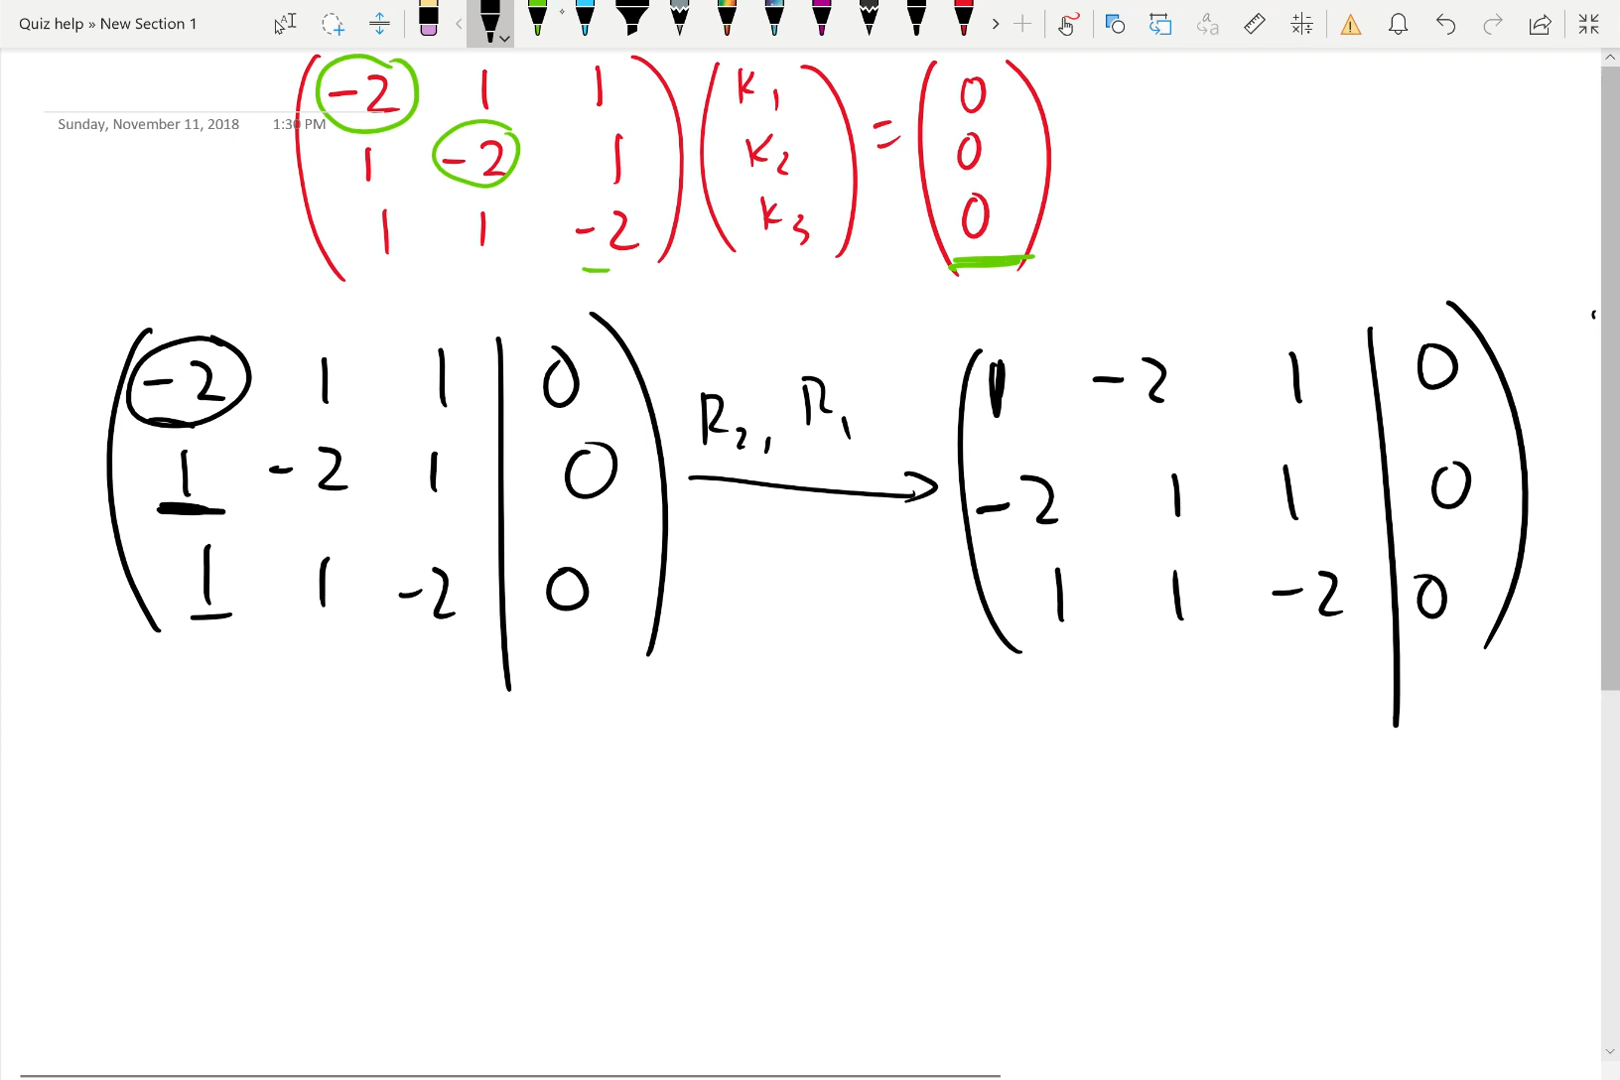 Quiz help » New Section 1
-2 1 1 K1 0
Sunday, November 11, 2018 1:30 PM
1 -2 1 K2 = 0
1 1 -2 K3 0
-2 1 1 0 R2, R1 1 -2 1 0
1 -2 1 0 -2 1 1 0
1 1 -2 0 1 1 -2 0